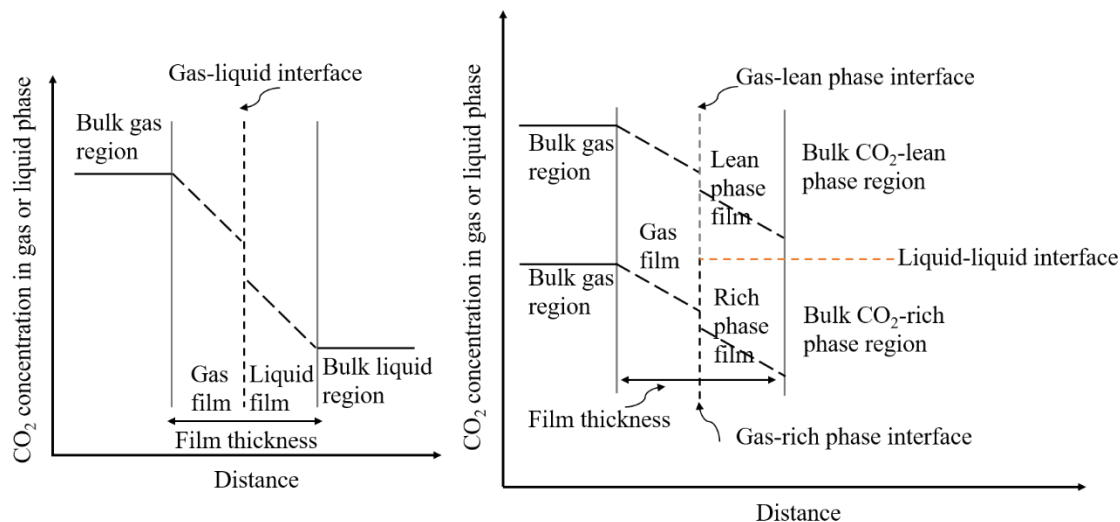 CO₂ concentration in gas or liquid phase
Gas-liquid interface
Bulk gas
region
Gas
film
Liquid
film
Bulk liquid
region
Film thickness
Distance
CO₂ concentration in gas or liquid phase
Gas-lean phase interface
Bulk gas
region
Lean
phase
film
Bulk CO₂-lean
phase region
Gas
film
Liquid-liquid interface
Bulk gas
region
Rich
phase
film
Bulk CO₂-rich
phase region
Film thickness
Gas-rich phase interface
Distance